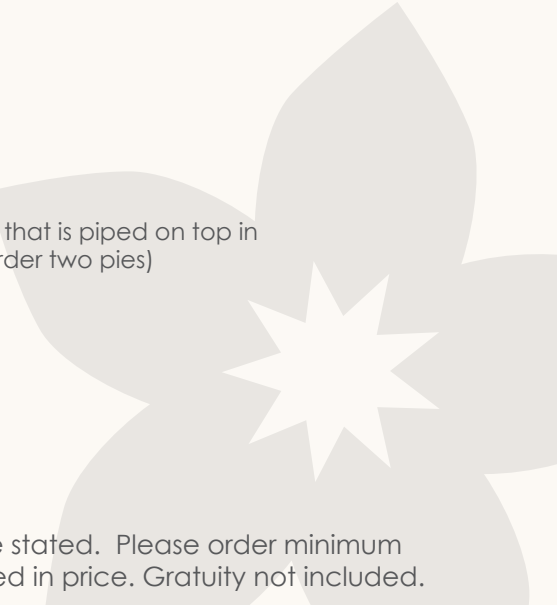 that is piped on top in
rder two pies)
e stated.  Please order minimum
ed in price. Gratuity not included.